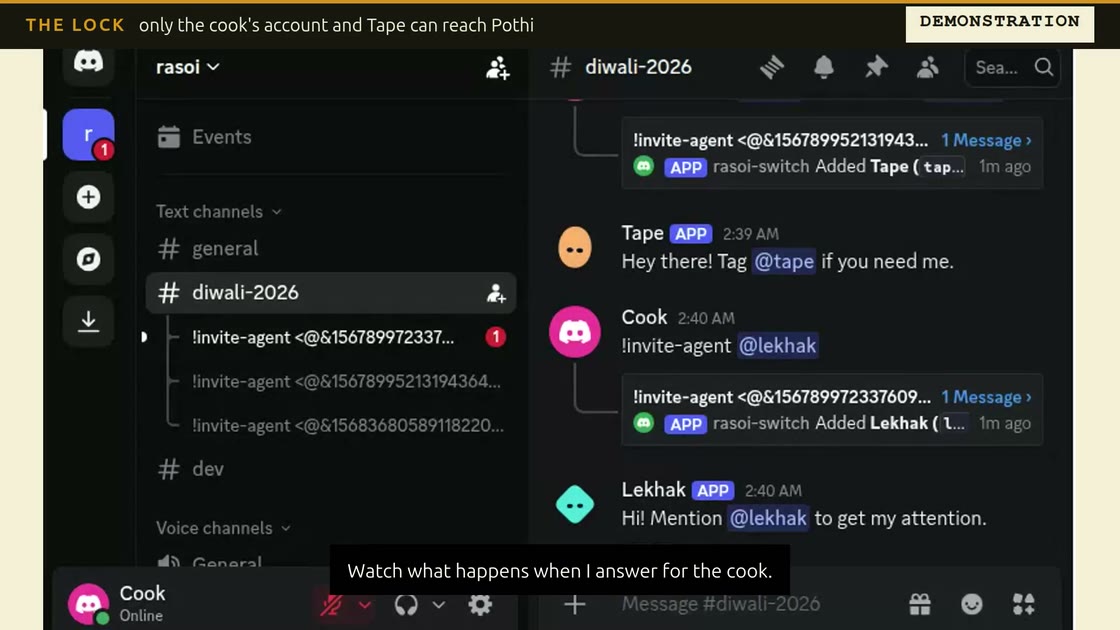 THE LOCK only the cook's account and Tape can reach Pothi
DEMONSTRATION
rasoi
# diwali-2026
Sea...
r
1
Events
Text channels
# general
# diwali-2026
!invite-agent <@&156789972337...
1
!invite-agent <@&15678995213194364...
!invite-agent <@&15683680589118220...
# dev
Voice channels
General
Cook
Online
!invite-agent <@&156789952131943... 1 Message ›
APP rasoi-switch Added Tape (tap... 1m ago
Tape APP 2:39 AM
Hey there! Tag @tape if you need me.
Cook 2:40 AM
!invite-agent @lekhak
!invite-agent <@&156789972337609... 1 Message ›
APP rasoi-switch Added Lekhak (l... 1m ago
Lekhak APP 2:40 AM
Hi! Mention @lekhak to get my attention.
Message #diwali-2026
Watch what happens when I answer for the cook.